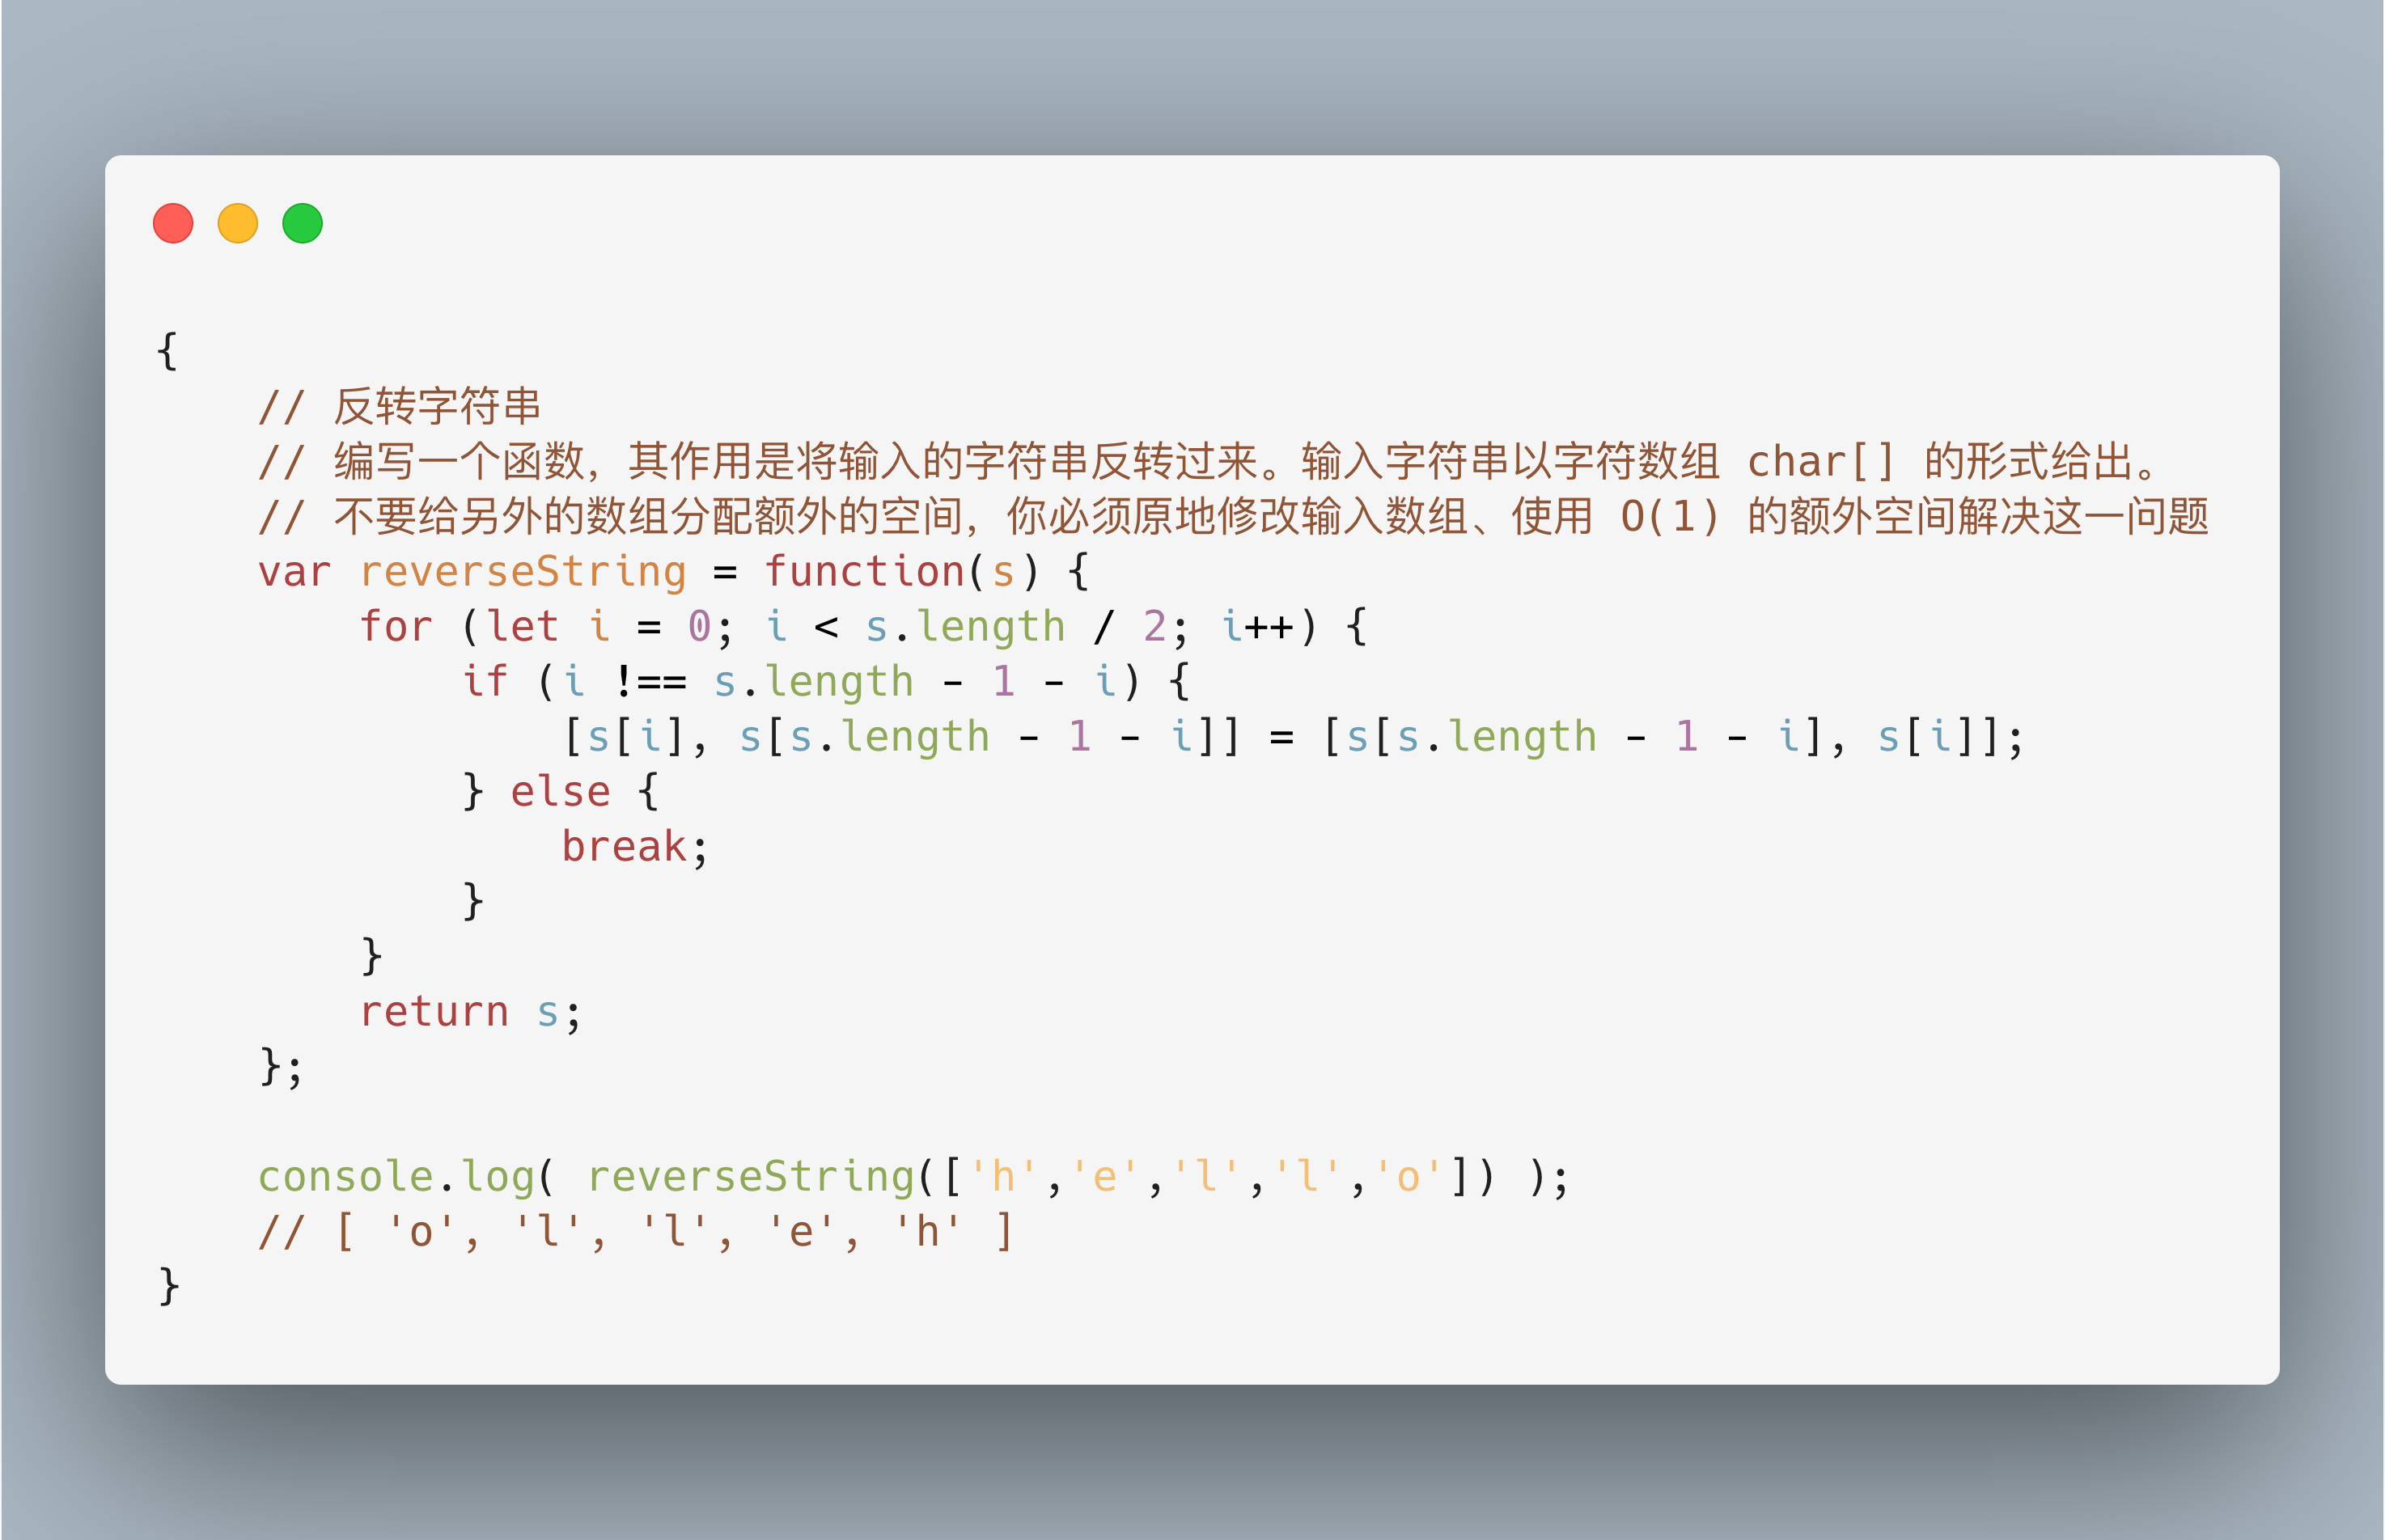 {
    // 反转字符串
    // 编写一个函数，其作用是将输入的字符串反转过来。输入字符串以字符数组 char[] 的形式给出。
    // 不要给另外的数组分配额外的空间，你必须原地修改输入数组、使用 O(1) 的额外空间解决这一问题
    var reverseString = function(s) {
        for (let i = 0; i < s.length / 2; i++) {
            if (i !== s.length - 1 - i) {
                [s[i], s[s.length - 1 - i]] = [s[s.length - 1 - i], s[i]];
            } else {
                break;
            }
        }
        return s;
    };

    console.log( reverseString(['h','e','l','l','o']) );
    // [ 'o', 'l', 'l', 'e', 'h' ]
}